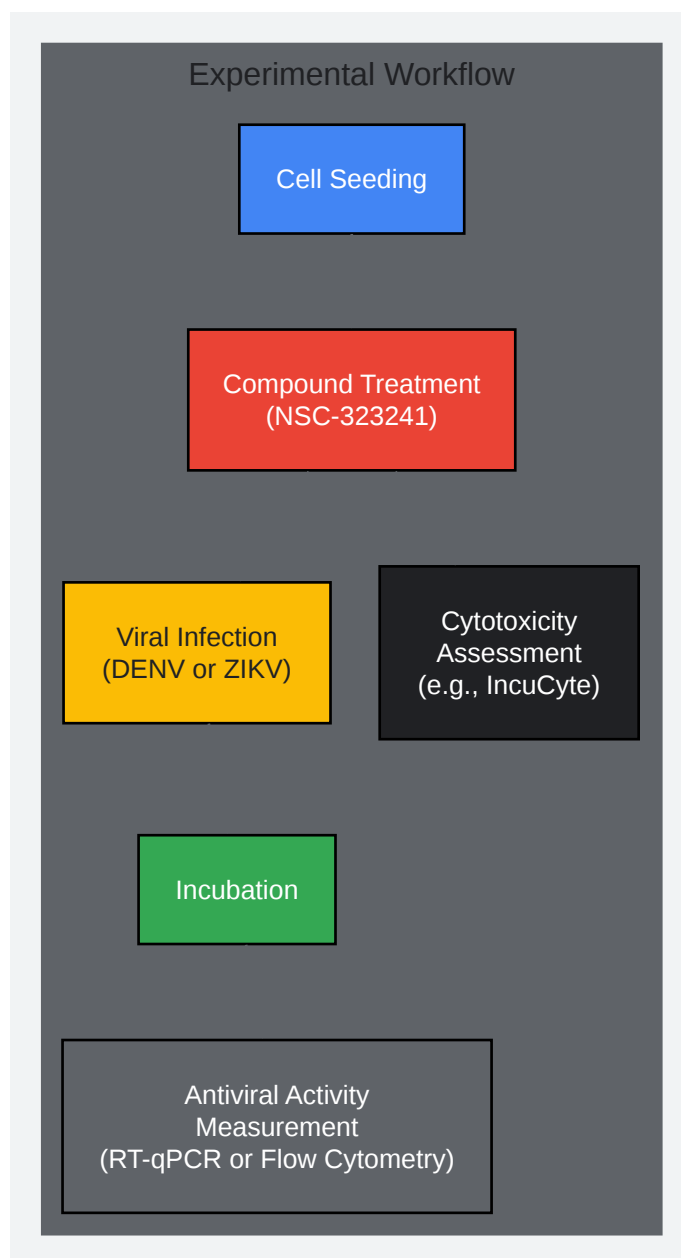 Experimental Workflow
Cell Seeding
Compound Treatment
(NSC-323241)
Viral Infection
(DENV or ZIKV)
Cytotoxicity
Assessment
(e.g., IncuCyte)
Incubation
Antiviral Activity
Measurement
(RT-qPCR or Flow Cytometry)